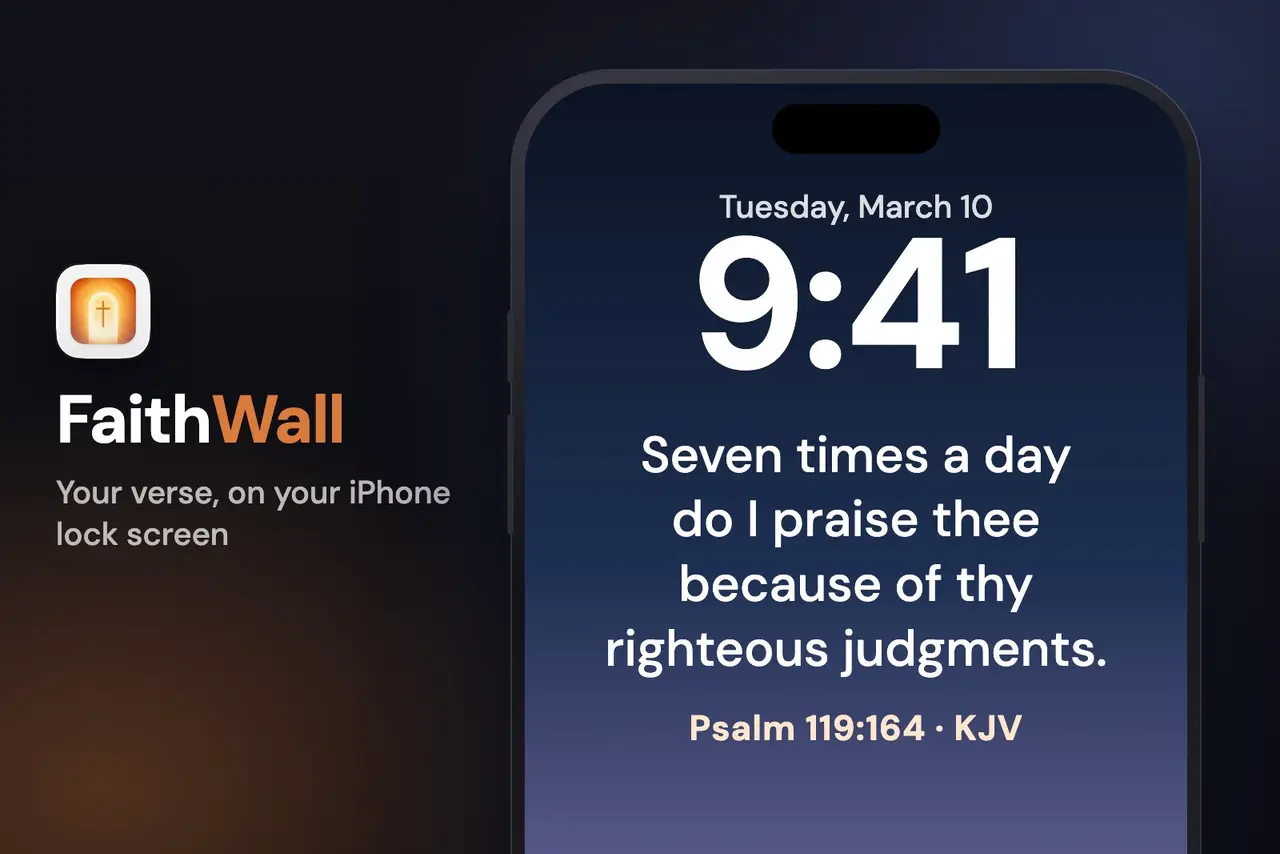 FaithWall
Your verse, on your iPhone
lock screen
Tuesday, March 10
9:41
Seven times a day
do I praise thee
because of thy
righteous judgments.
Psalm 119:164 · KJV